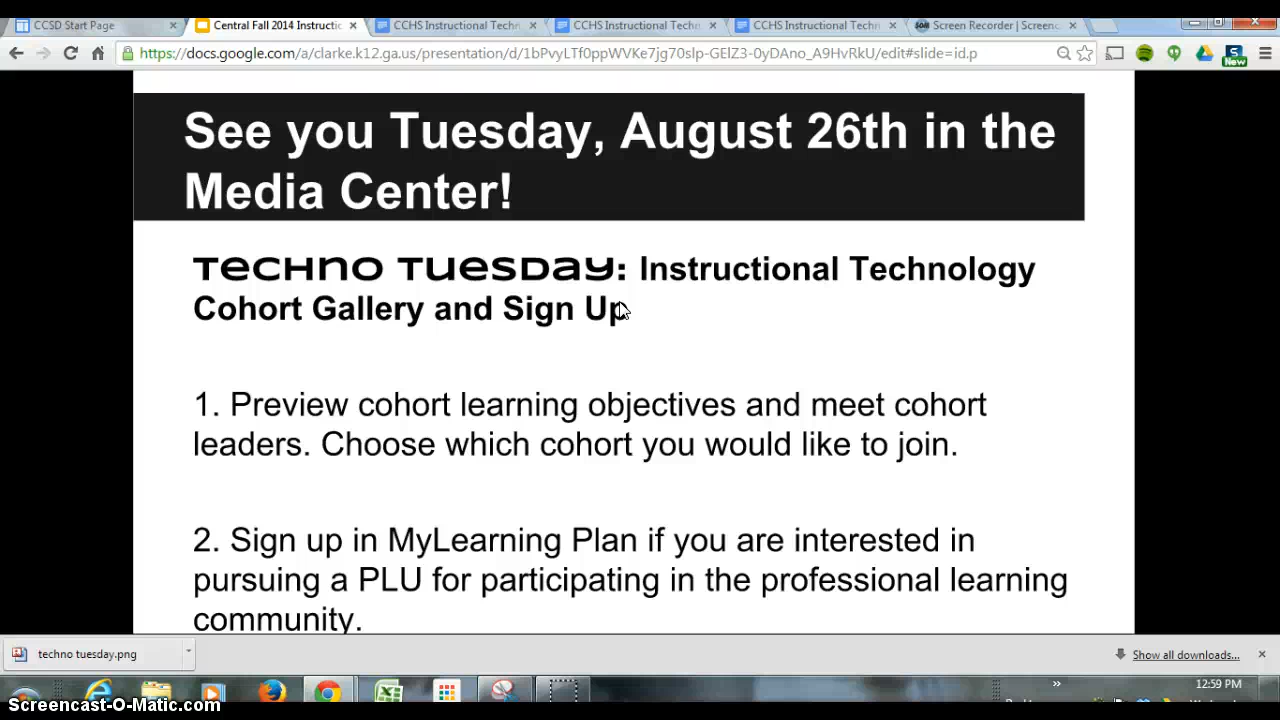 CCSD Start Page
Central Fall 2014 Instructi
CCHS Instructional Techn
CCHS Instructional Techn
CCHS Instructional Techn
Screen Recorder | Screenc
https://docs.google.com/a/clarke.k12.ga.us/presentation/d/1bPvyLTf0ppWVKe7jg70slp-GElZ3-0yDAno_A9HvRkU/edit#slide=id.p
New
See you Tuesday, August 26th in the
Media Center!
Techno Tuesday: Instructional Technology
Cohort Gallery and Sign Up
1. Preview cohort learning objectives and meet cohort
leaders. Choose which cohort you would like to join.
2. Sign up in MyLearning Plan if you are interested in
pursuing a PLU for participating in the professional learning
community.
techno tuesday.png
Show all downloads...
12:59 PM
Screencast-O-Matic.com